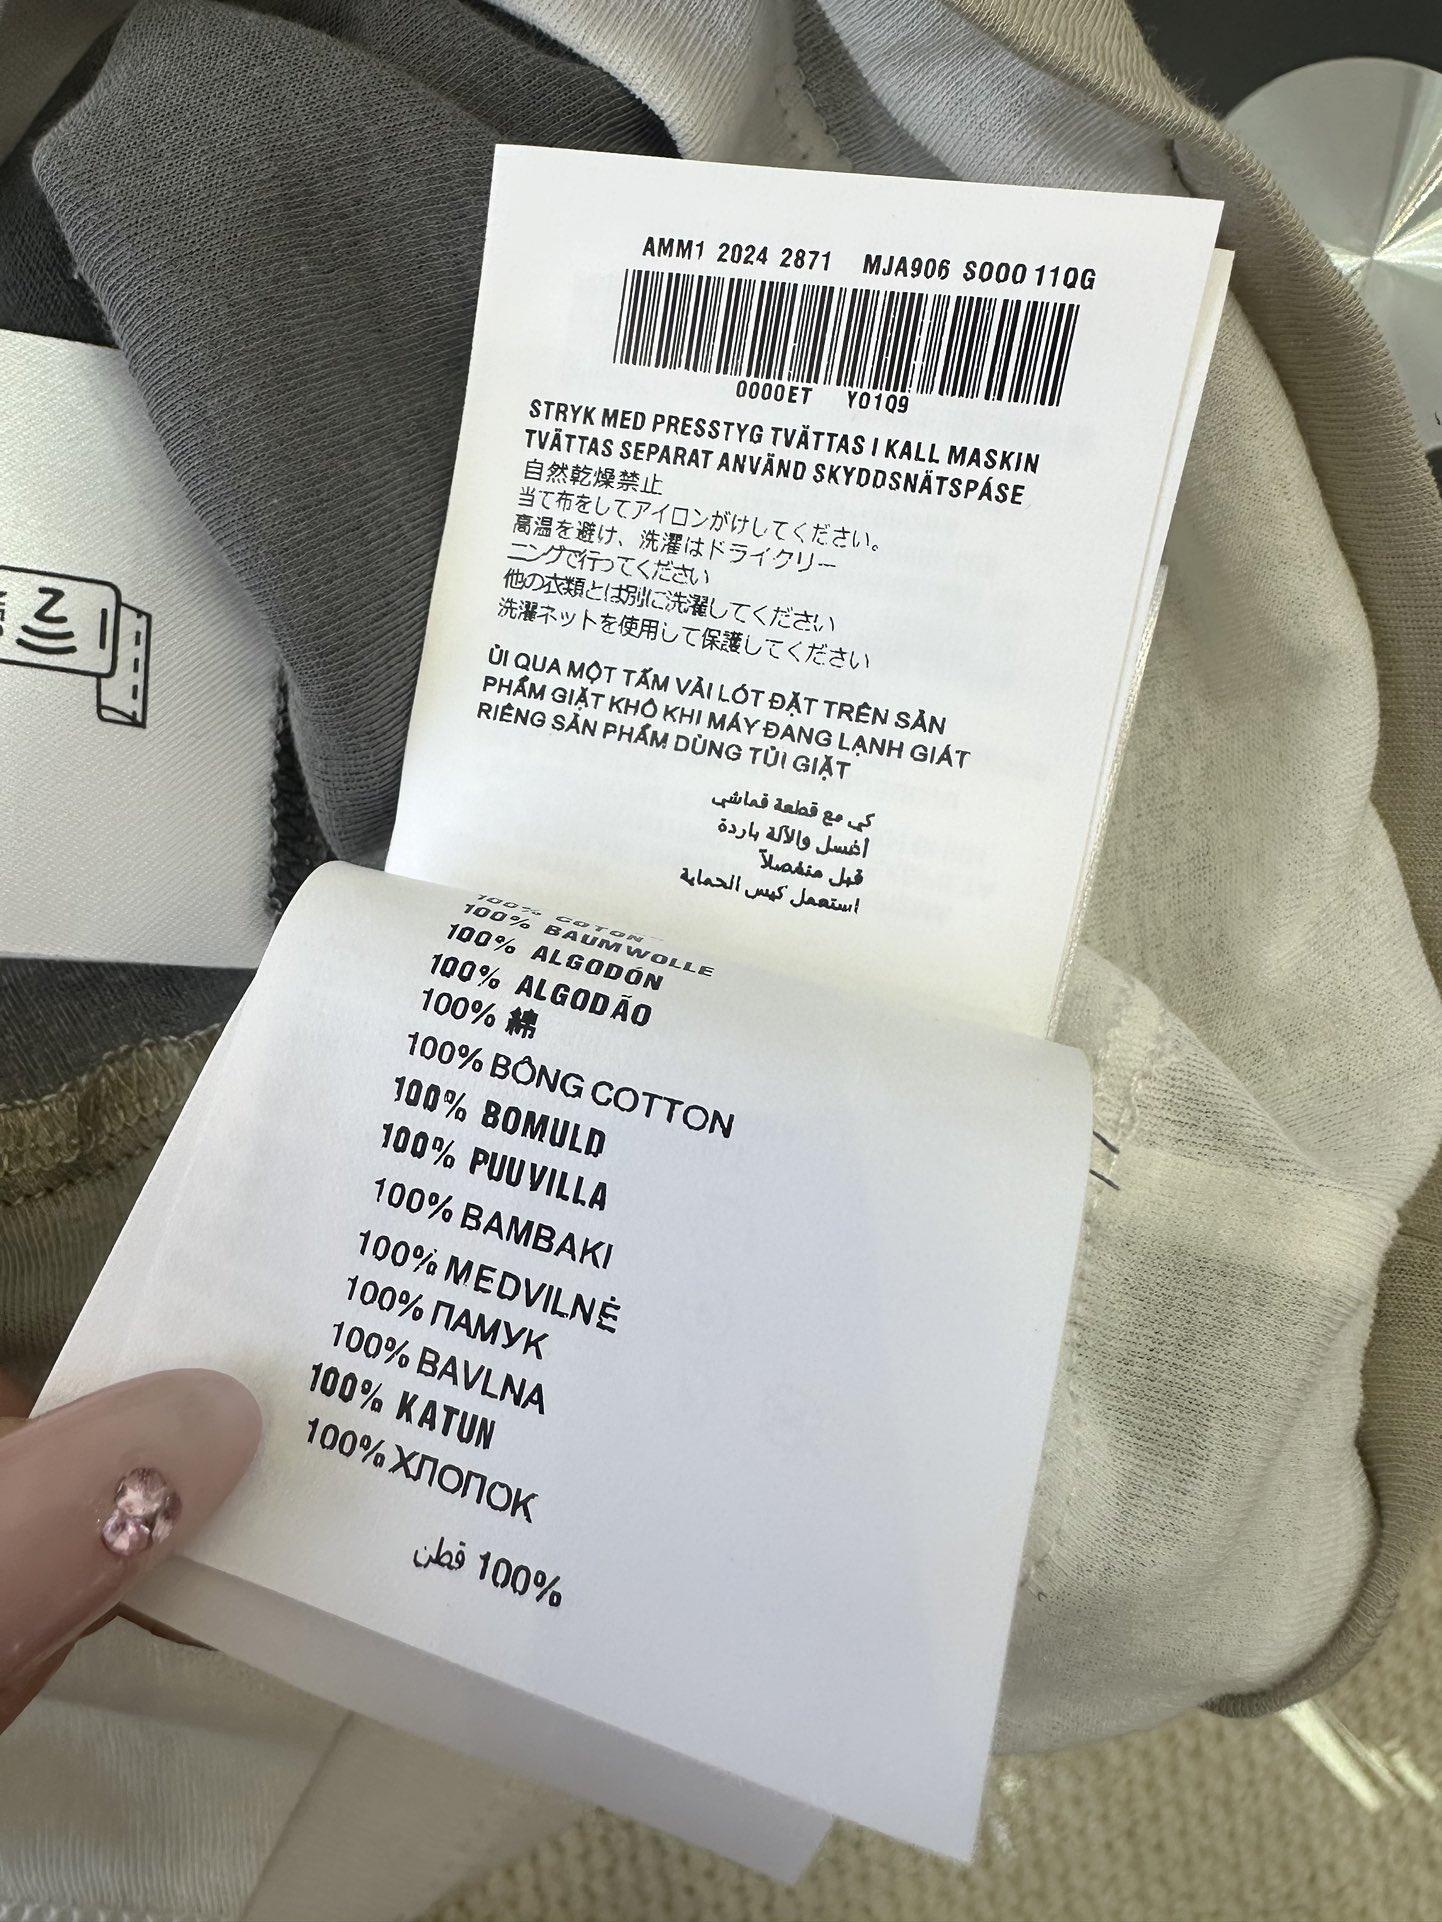 AMM1 2024 2871 MJA906 S000 11QG
0000ET Y01Q9
STRYK MED PRESSTYG TVÄTTAS I KALL MASKIN
TVÄTTAS SEPARAT ANVÄND SKYDDSNÄTSPÁSE
自然乾燥禁止
当て布をしてアイロンがけしてください。
高温を避け、洗濯はドライクリー
ニングで行ってください
他の衣類とは別に洗濯してください
洗濯ネットを使用して保護してください
ỦI QUA MỘT TẤM VẢI LÓT ĐẶT TRÊN SẢN
PHẨM GIẶT KHÔ KHI MÁY ĐANG LẠNH GIÁT
RIÊNG SẢN PHẨM DÙNG TÚI GIẶT
كي مع قطعة قماشي
أغسل والآلة باردة
قبل منفصلاً
استعمل كيس الحماية
100% COTON
100% BAUMWOLLE
100% ALGODÓN
100% ALGODÃO
100% 綿
100% BÔNG COTTON
100% BOMULD
100% PUUVILLA
100% BAMBAKI
100% MEDVILNĖ
100% ПАМУК
100% BAVLNA
100% KATUN
100% ХЛОПОК
100% قطن
Z